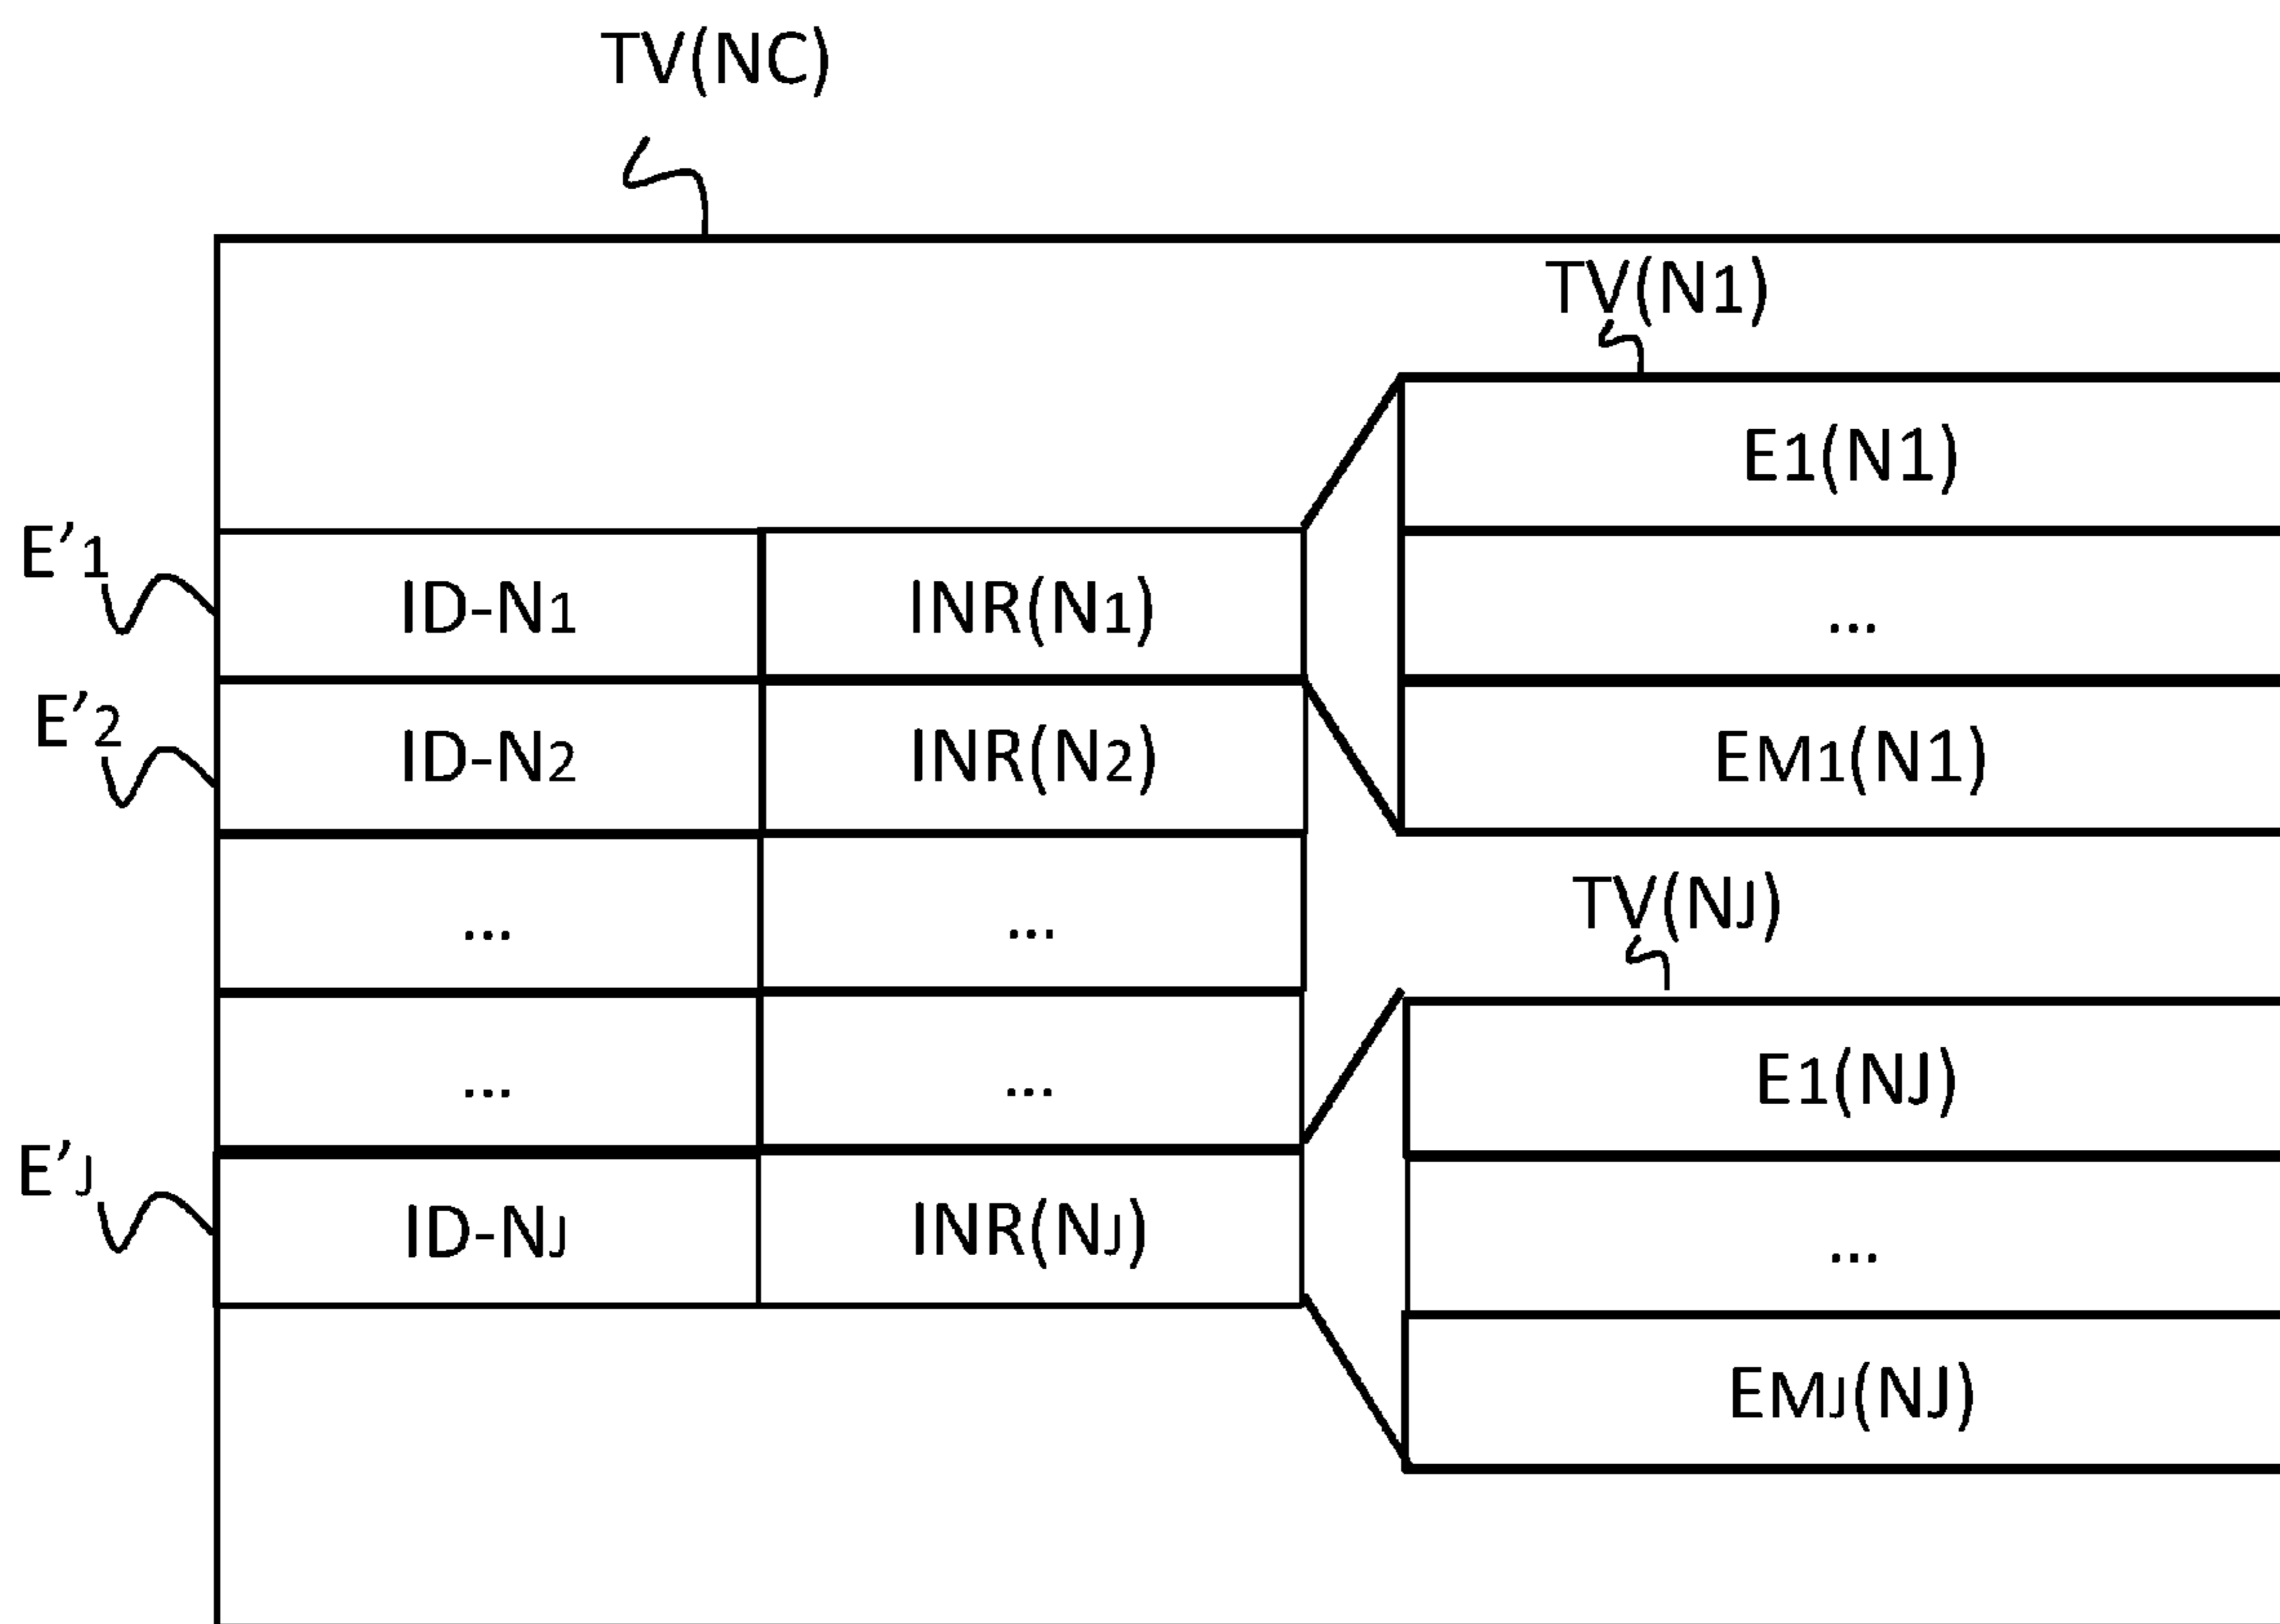 TV(NC)
TV(N1)
E1(N1)
E'1
ID-N1
INR(N1)
...
E'2
ID-N2
INR(N2)
EM1(N1)
...
...
TV(NJ)
...
...
E1(NJ)
E'J
ID-NJ
INR(NJ)
...
EMJ(NJ)